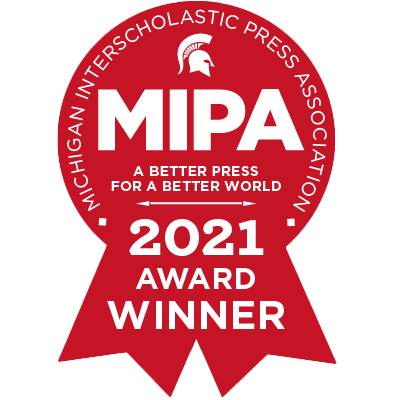 MICHIGAN INTERSCHOLASTIC PRESS ASSOCIATION
MIPA
A BETTER PRESS
FOR A BETTER WORLD
2021
AWARD
WINNER